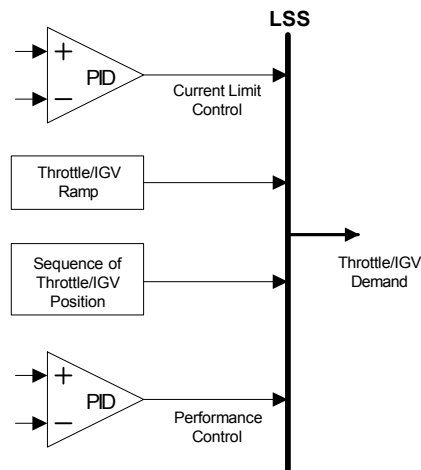 LSS
+
PID
−
Current Limit
Control
Throttle/IGV
Ramp
Sequence of
Throttle/IGV
Position
Throttle/IGV
Demand
+
PID
−
Performance
Control